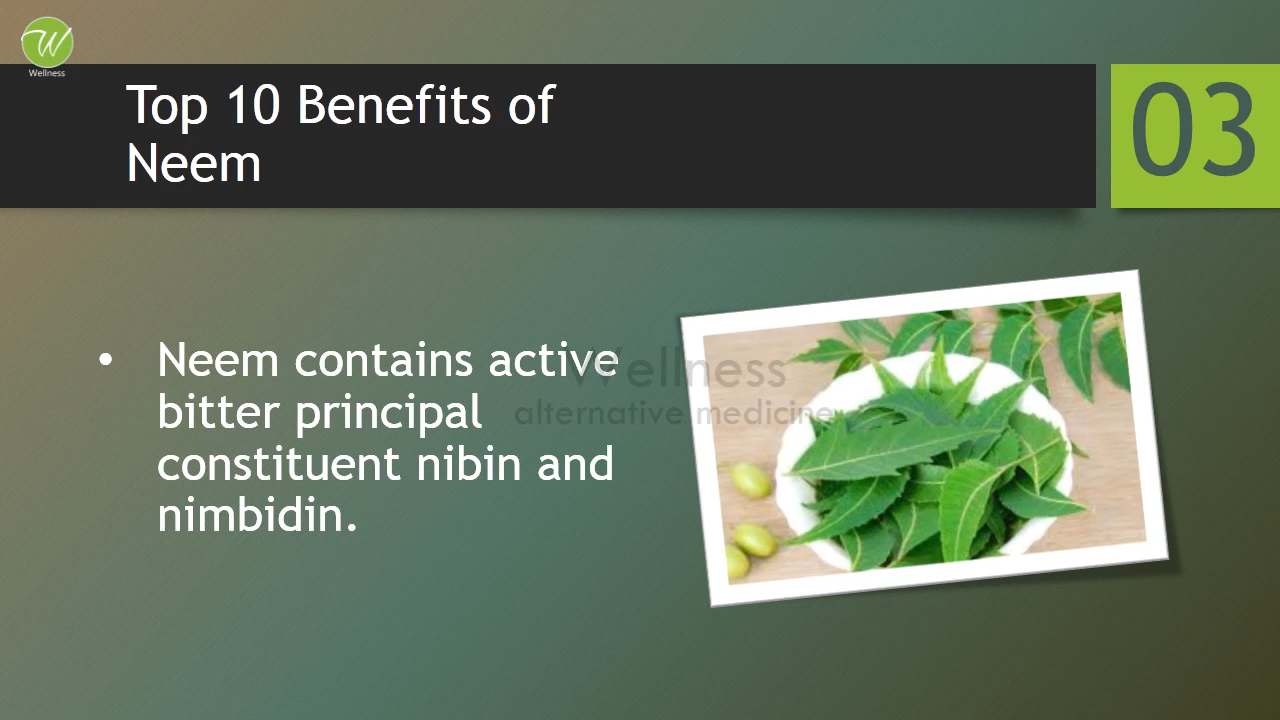 W
Wellness
Top 10 Benefits of
Neem
03
• Neem contains active
bitter principal
constituent nibin and
nimbidin.
Wellness
alternative medicine